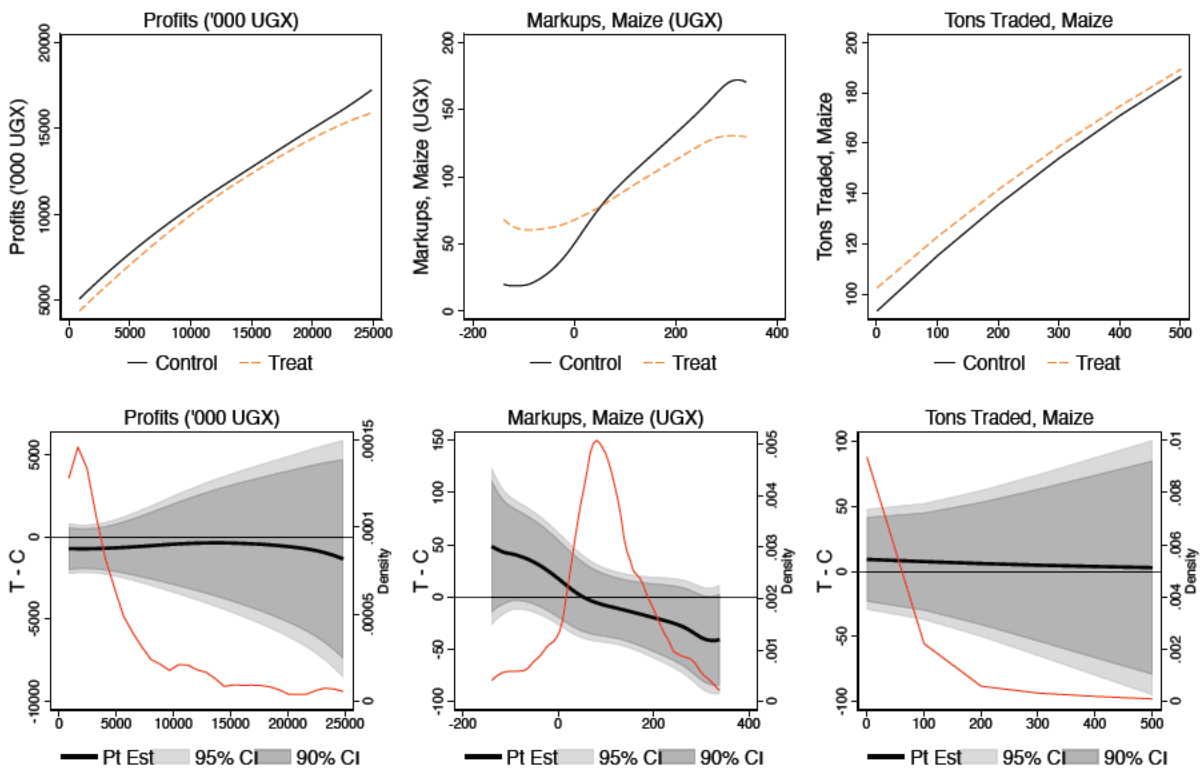 Profits ('000 UGX)
Profits ('000 UGX)
20000
15000
10000
5000
0 5000 10000 15000 20000 25000
Control Treat
Markups, Maize (UGX)
Markups, Maize (UGX)
200
150
100
50
0
-200 0 200 400
Control Treat
Tons Traded, Maize
Tons Traded, Maize
200
180
160
140
120
100
0 100 200 300 400 500
Control Treat
Profits ('000 UGX)
T - C
5000
0
-5000
-10000
.00015
.0001
.00005
0
Density
0 5000 10000 15000 20000 25000
Pt Est 95% CI 90% CI
Markups, Maize (UGX)
T - C
150
100
50
0
-50
-100
.005
.004
.003
.002
.001
0
Density
-200 0 200 400
Pt Est 95% CI 90% CI
Tons Traded, Maize
T - C
100
50
0
-50
-100
.01
.008
.006
.004
.002
0
Density
0 100 200 300 400 500
Pt Est 95% CI 90% CI